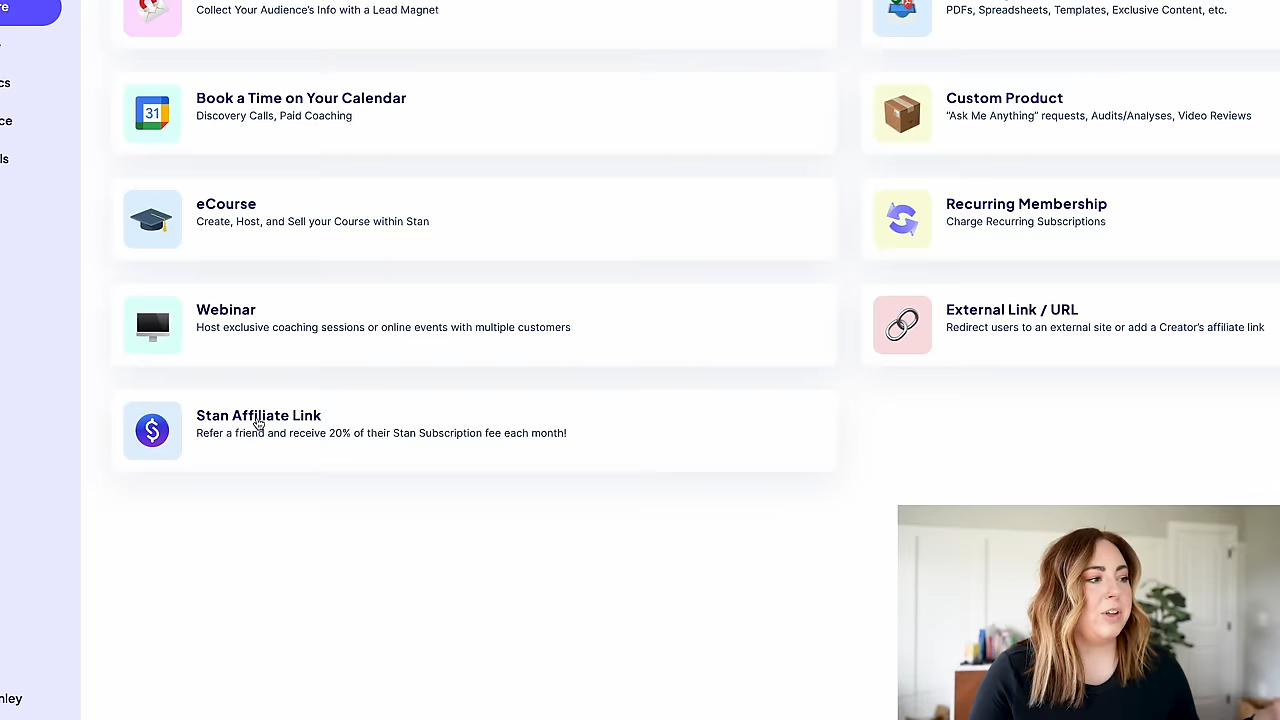 Collect Your Audience's Info with a Lead Magnet
PDFs, Spreadsheets, Templates, Exclusive Content, etc.
Book a Time on Your Calendar
Discovery Calls, Paid Coaching
31
Custom Product
"Ask Me Anything" requests, Audits/Analyses, Video Reviews
eCourse
Create, Host, and Sell your Course within Stan
Recurring Membership
Charge Recurring Subscriptions
Webinar
Host exclusive coaching sessions or online events with multiple customers
External Link / URL
Redirect users to an external site or add a Creator's affiliate link
Stan Affiliate Link
Refer a friend and receive 20% of their Stan Subscription fee each month!
$